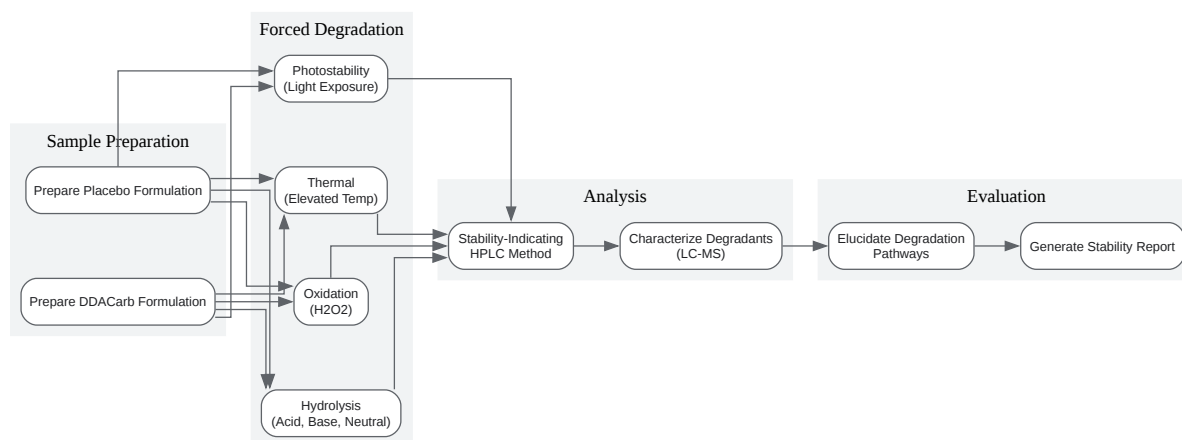 Forced Degradation
Photostability
(Light Exposure)
Sample Preparation
Prepare Placebo Formulation
Thermal
(Elevated Temp)
Analysis
Evaluation
Stability-Indicating
HPLC Method
Characterize Degradants
(LC-MS)
Elucidate Degradation
Pathways
Generate Stability Report
Prepare DDACarb Formulation
Oxidation
(H2O2)
Hydrolysis
(Acid, Base, Neutral)